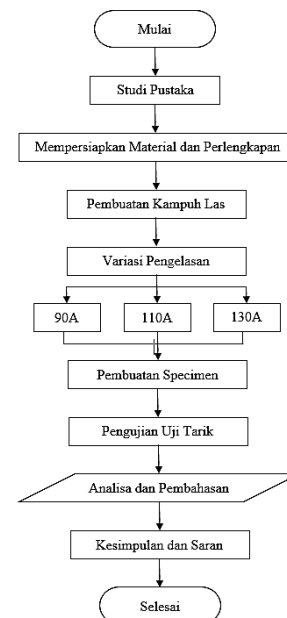 Mulai
Studi Pustaka
Mempersiapkan Material dan Perlengkapan
Pembuatan Kampuh Las
Variasi Pengelasan
90A
110A
130A
Pembuatan Specimen
Pengujian Uji Tarik
Analisa dan Pembahasan
Kesimpulan dan Saran
Selesai